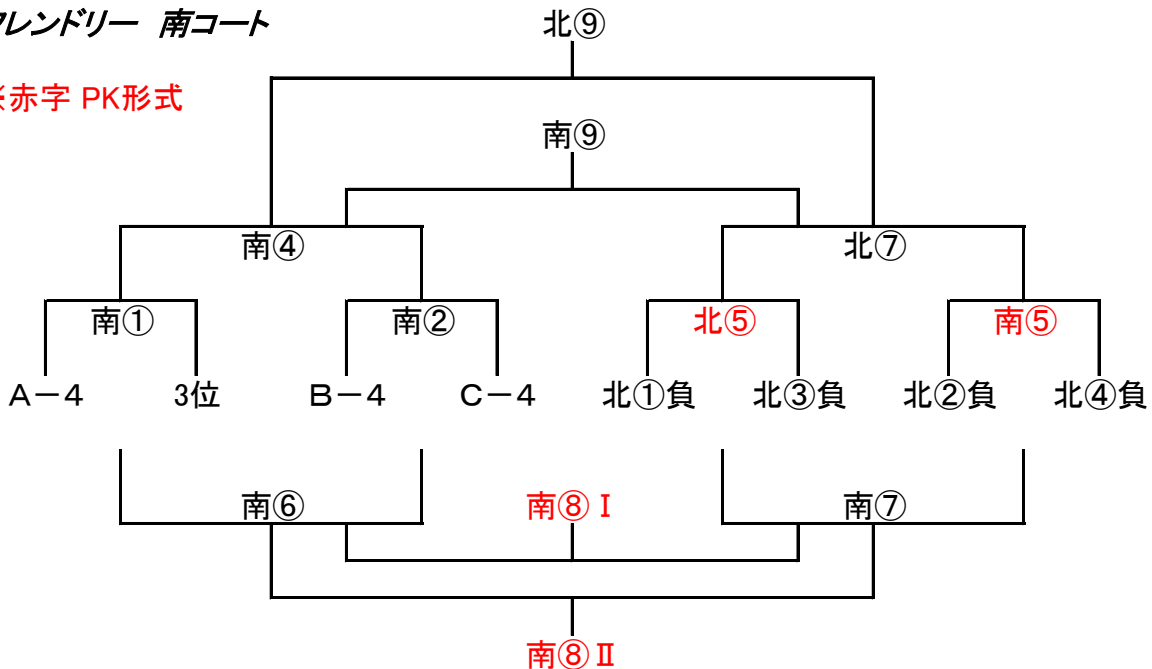 フレンドリー 南コート
北⑨
※赤字 PK形式
南⑨
南④ 北⑦
南① 南② 北⑤ 南⑤
A－4 3位 B－4 C－4 北①負 北③負 北②負 北④負
南⑥ 南⑧Ⅰ 南⑦
南⑧Ⅱ